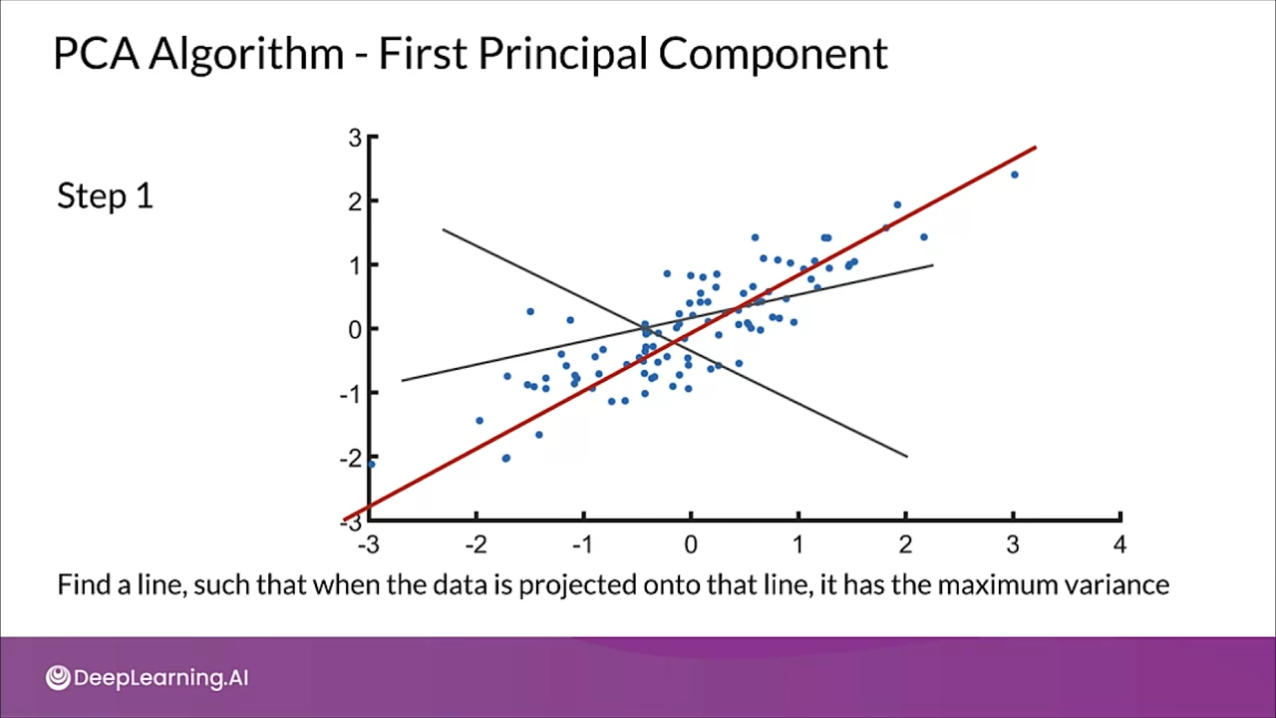 PCA Algorithm - First Principal Component
Step 1
3
2
1
0
-1
-2
-3
-3 -2 -1 0 1 2 3 4
Find a line, such that when the data is projected onto that line, it has the maximum variance
DeepLearning.AI